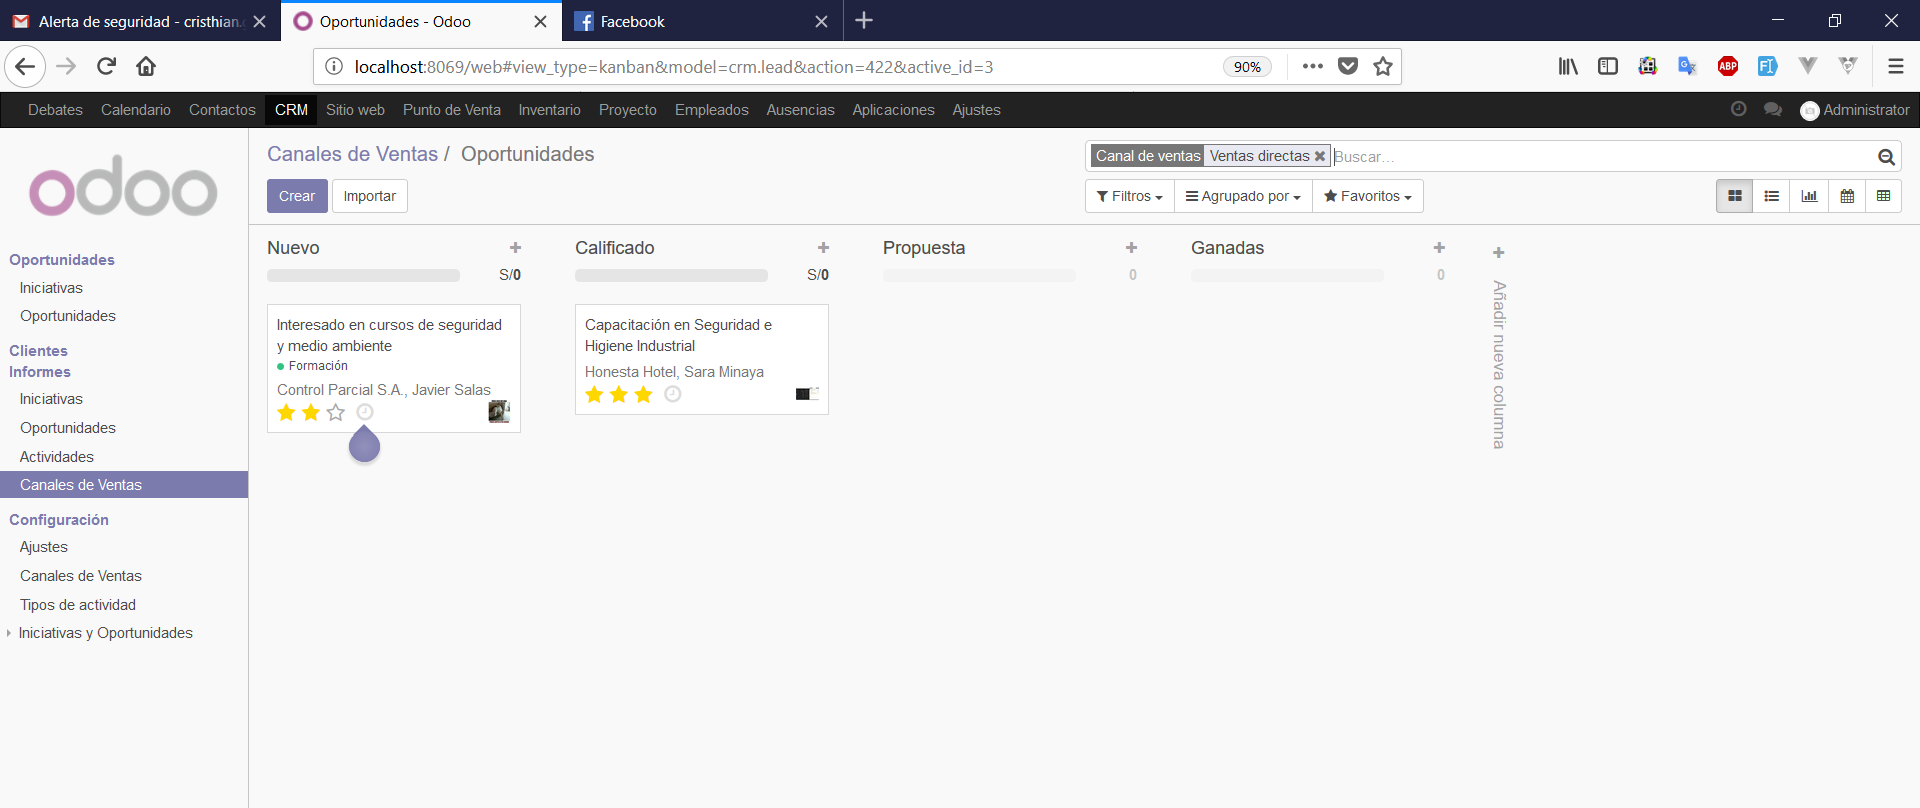 Alerta de seguridad - cristhian.
Oportunidades - Odoo
Facebook
localhost:8069/web#view_type=kanban&model=crm.lead&action=422&active_id=3
90%
ABP
Debates Calendario Contactos CRM Sitio web Punto de Venta Inventario Proyecto Empleados Ausencias Aplicaciones Ajustes Administrator
odoo
Canales de Ventas / Oportunidades
Canal de ventas Ventas directas Buscar...
Crear Importar
Filtros Agrupado por Favoritos
Oportunidades
Iniciativas
Oportunidades
Clientes
Informes
Iniciativas
Oportunidades
Actividades
Canales de Ventas
Configuración
Ajustes
Canales de Ventas
Tipos de actividad
Iniciativas y Oportunidades
Nuevo
S/0
Interesado en cursos de seguridad
y medio ambiente
Formación
Control Parcial S.A., Javier Salas
Calificado
S/0
Capacitación en Seguridad e
Higiene Industrial
Honesta Hotel, Sara Minaya
Propuesta
0
Ganadas
0
Añadir nueva columna